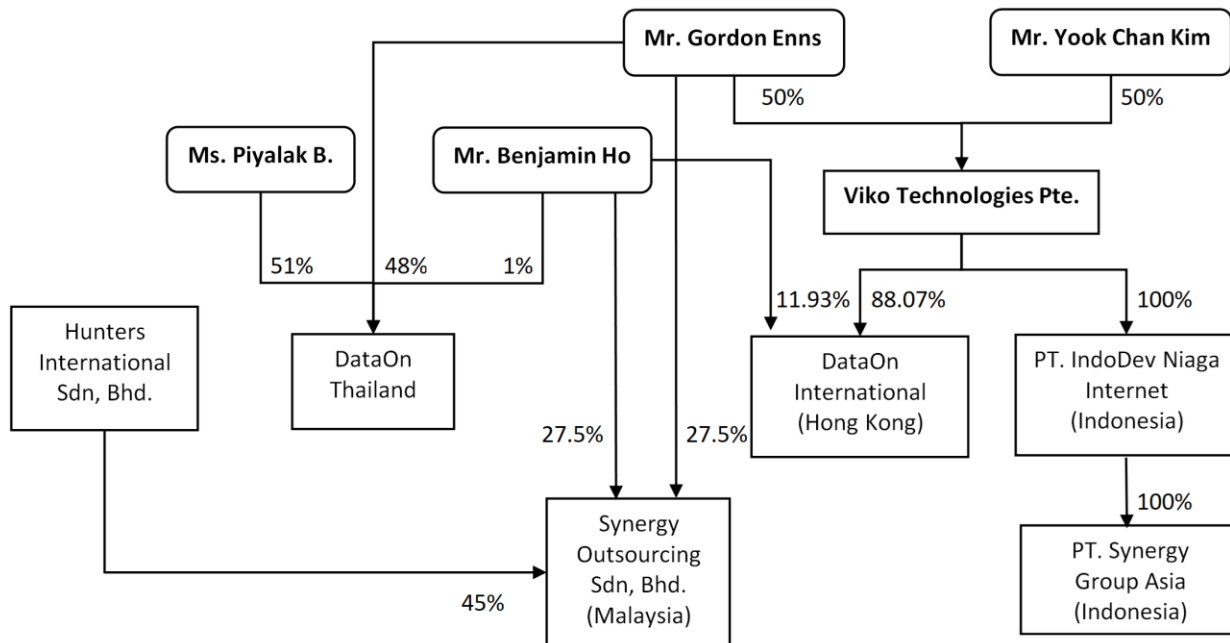 Mr. Gordon Enns
Mr. Yook Chan Kim
50%
50%
Ms. Piyalak B.
Mr. Benjamin Ho
Viko Technologies Pte.
51%
48%
1%
11.93%
88.07%
100%
Hunters
International
Sdn, Bhd.
DataOn
Thailand
DataOn
International
(Hong Kong)
PT. IndoDev Niaga
Internet
(Indonesia)
27.5%
27.5%
100%
Synergy
Outsourcing
Sdn, Bhd.
(Malaysia)
PT. Synergy
Group Asia
(Indonesia)
45%